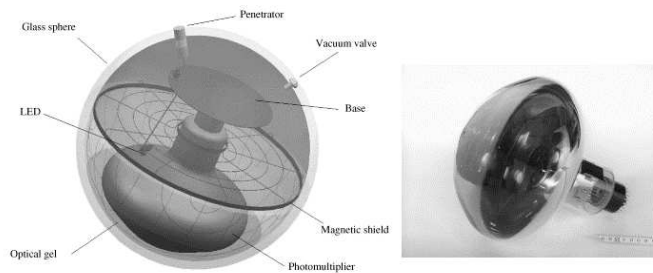 Penetrator
Glass sphere
Vacuum valve
Base
LED
Magnetic shield
Optical gel
Photomultiplier